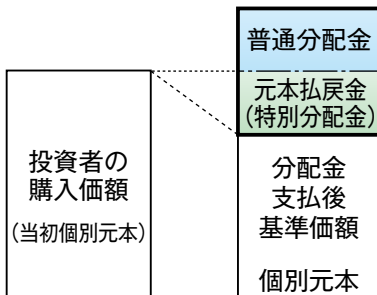 普通分配金
元本払戻金
(特別分配金)
投資者の
購入価額
(当初個別元本)
分配金
支払後
基準価額
個別元本